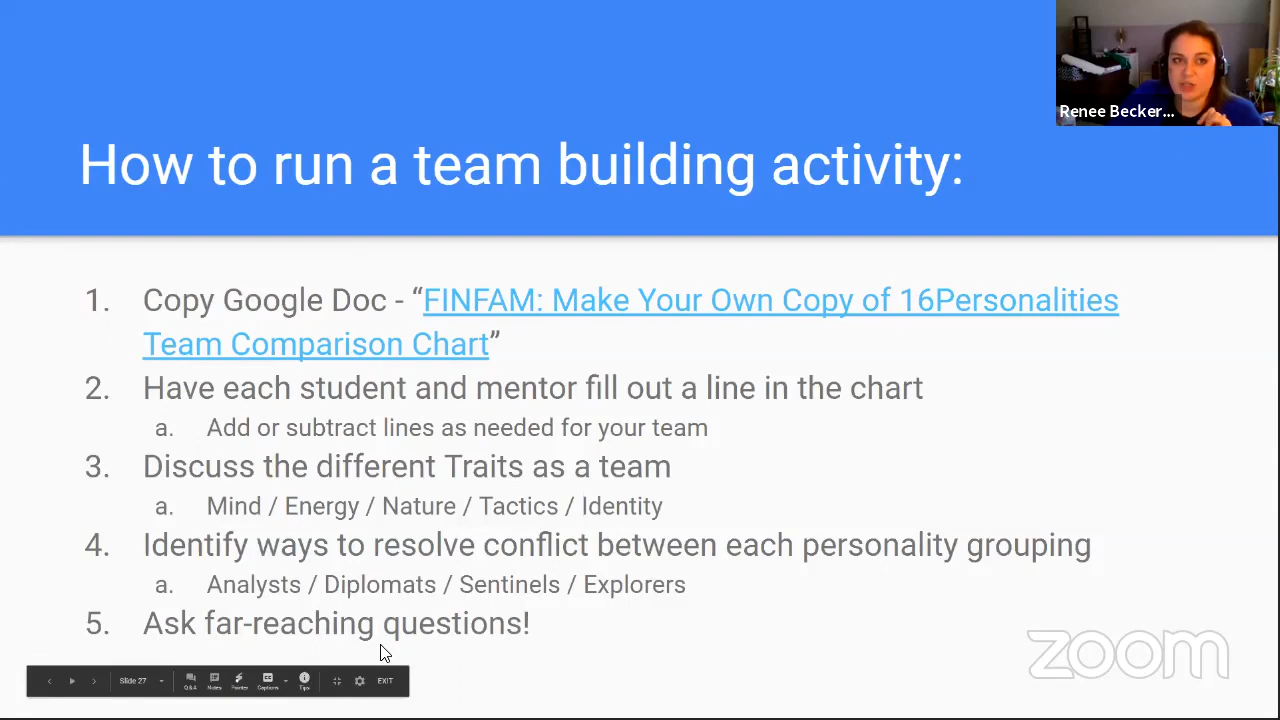 Renee Becker...
How to run a team building activity:
1. Copy Google Doc - “FINFAM: Make Your Own Copy of 16Personalities
Team Comparison Chart”
2. Have each student and mentor fill out a line in the chart
a. Add or subtract lines as needed for your team
3. Discuss the different Traits as a team
a. Mind / Energy / Nature / Tactics / Identity
4. Identify ways to resolve conflict between each personality grouping
a. Analysts / Diplomats / Sentinels / Explorers
5. Ask far-reaching questions!
zoom
Slide 27
Q&A Notes Pointer Captions Tips EXIT